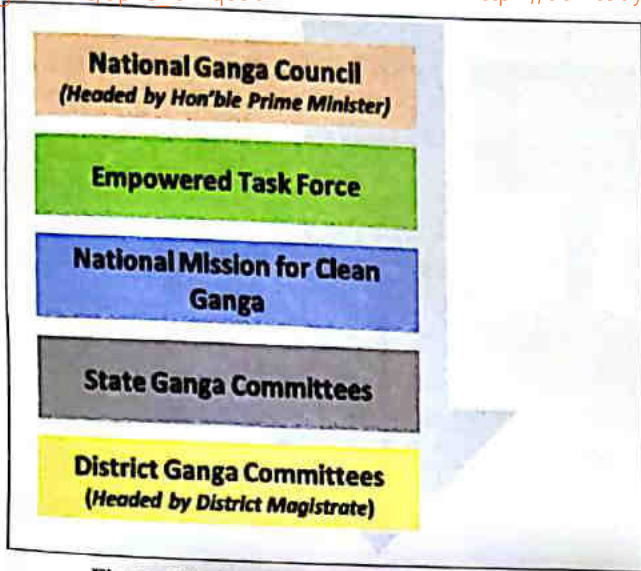 National Ganga Council
(Headed by Hon'ble Prime Minister)
Empowered Task Force
National Mission for Clean
Ganga
State Ganga Committees
District Ganga Committees
(Headed by District Magistrate)